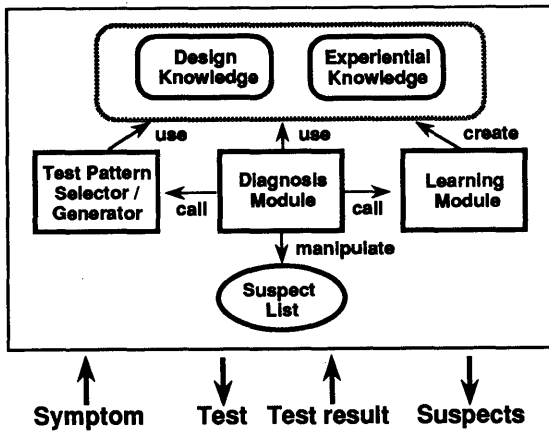 Design
Knowledge
Experiential
Knowledge
use
use
create
Test Pattern
Selector /
Generator
call
Diagnosis
Module
call
Learning
Module
manipulate
Suspect
List
Symptom
Test
Test result
Suspects